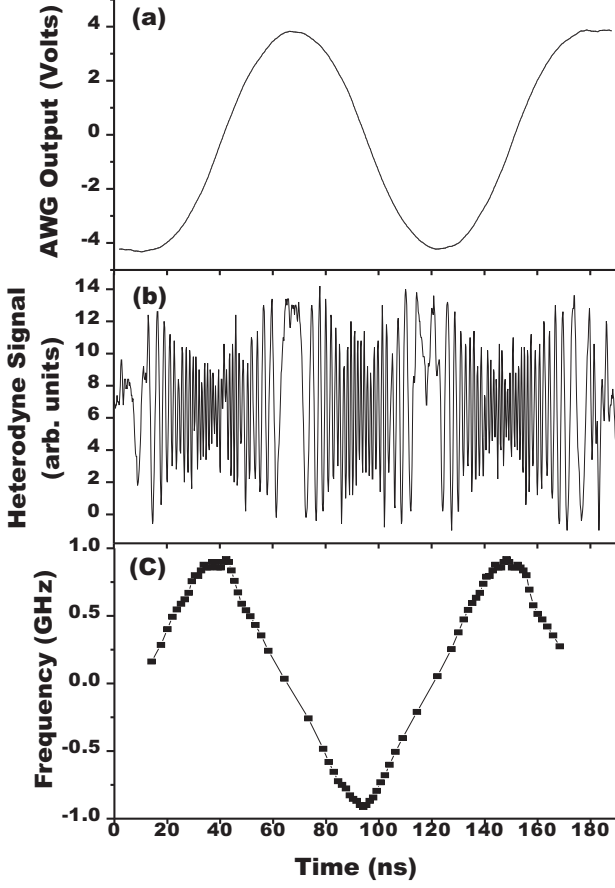 (a)
AWG Output (Volts)
4
2
0
-2
-4
(b)
Heterodyne Signal
(arb. units)
14
12
10
8
6
4
2
0
(C)
Frequency (GHz)
1.0
0.5
0.0
-0.5
-1.0
0 20 40 60 80 100 120 140 160 180
Time (ns)